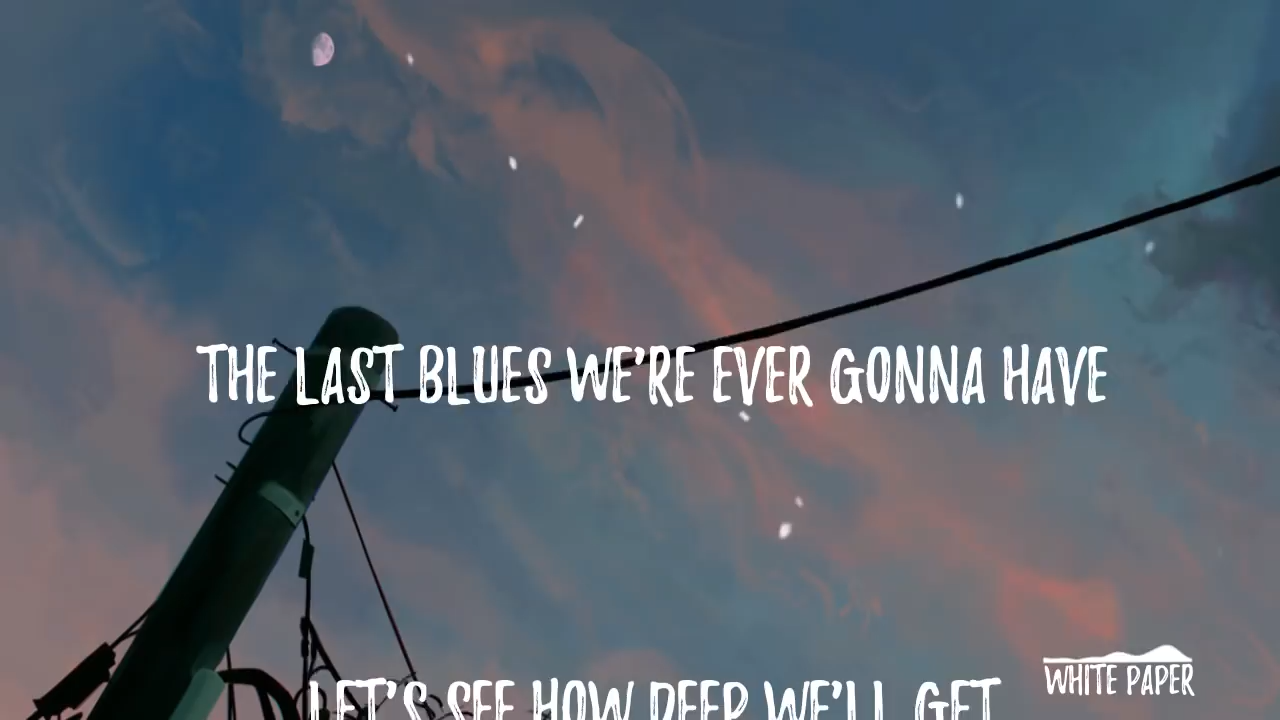 THE LAST BLUES WE'RE EVER GONNA HAVE
LET'S SEE HOW DEEP WE'LL GET
WHITE PAPER